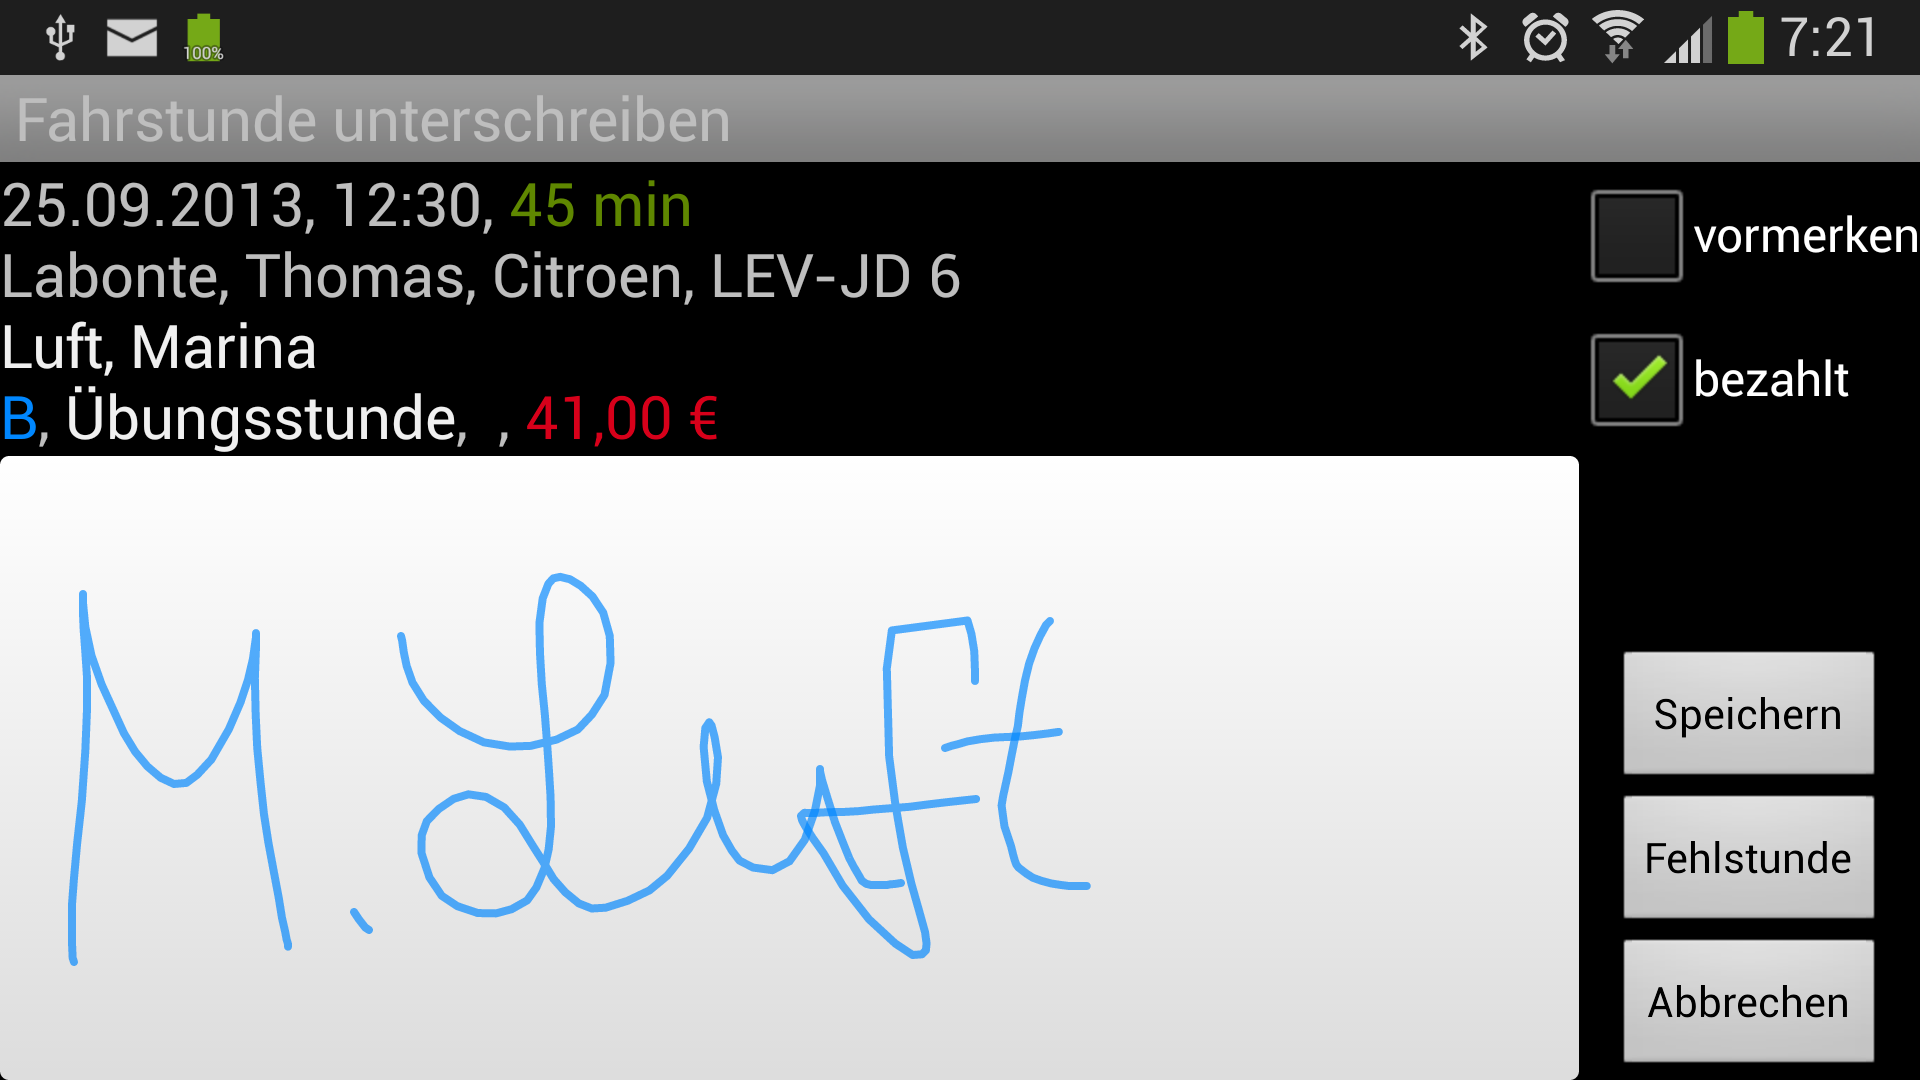 100%
7:21
Fahrstunde unterschreiben
25.09.2013, 12:30, 45 min
Labonte, Thomas, Citroen, LEV-JD 6
Luft, Marina
B, Übungsstunde,  , 41,00 €
vormerken
bezahlt
M. Luft
Speichern
Fehlstunde
Abbrechen